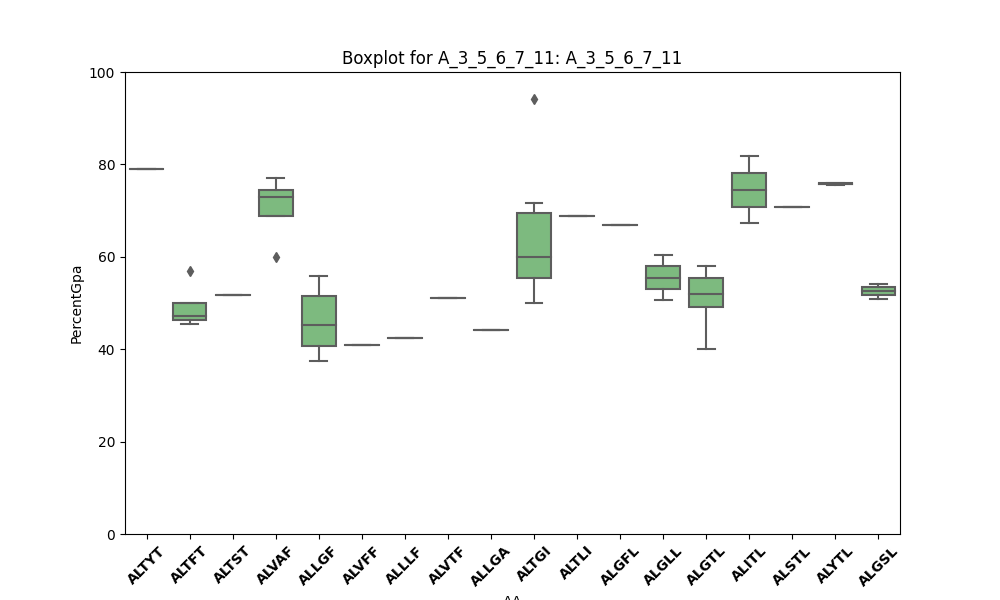 Boxplot for A_3_5_6_7_11: A_3_5_6_7_11
100
80
60
40
20
0
PercentGpa
ALTYT ALTFT ALTST ALVAF ALLGF ALVFF ALLLF ALVTF ALLGA ALTGI ALTLI ALGFL ALGLL ALGTL ALITL ALSTL ALYTL ALGSL
AA